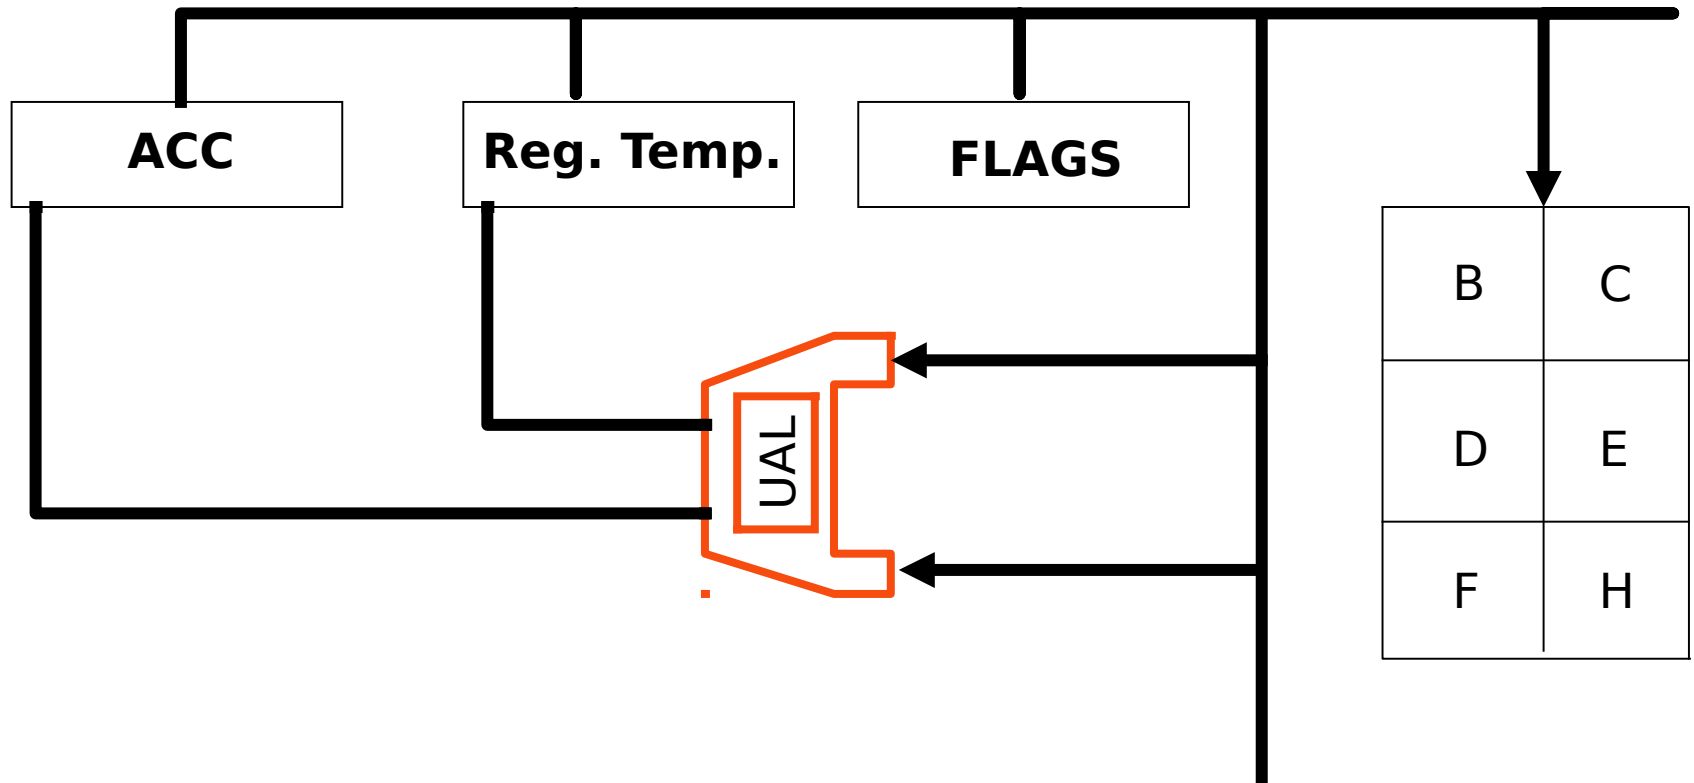 ACC
Reg. Temp.
FLAGS
B C
UAL
D E
F H